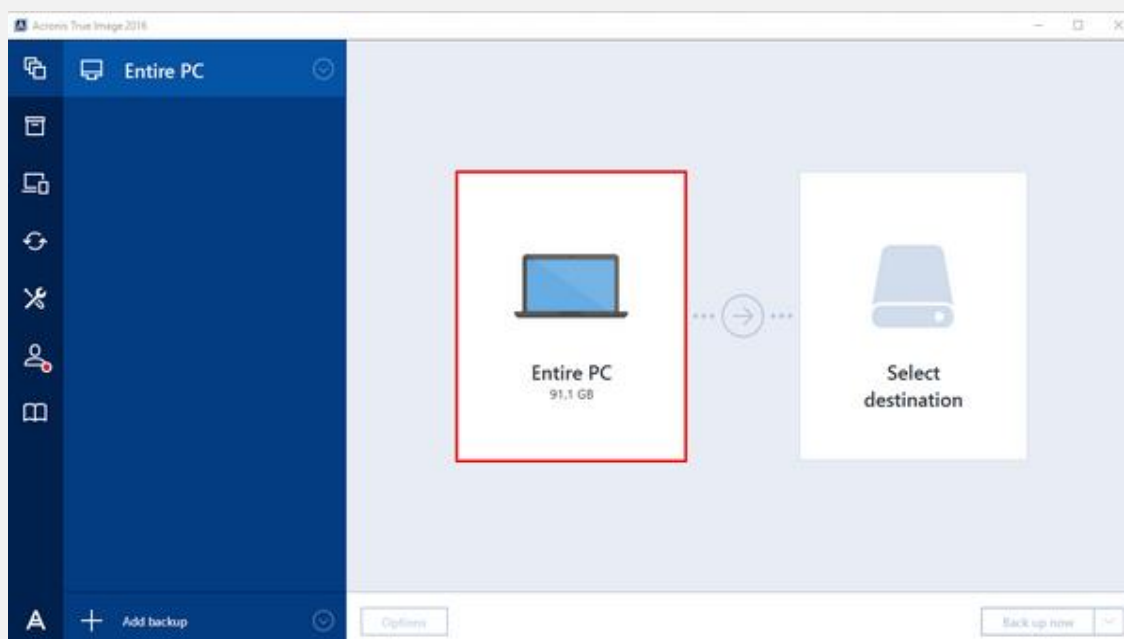 Acronis True Image 2016
Entire PC
Entire PC
91.1 GB
Select
destination
Add backup
Options
Back up now